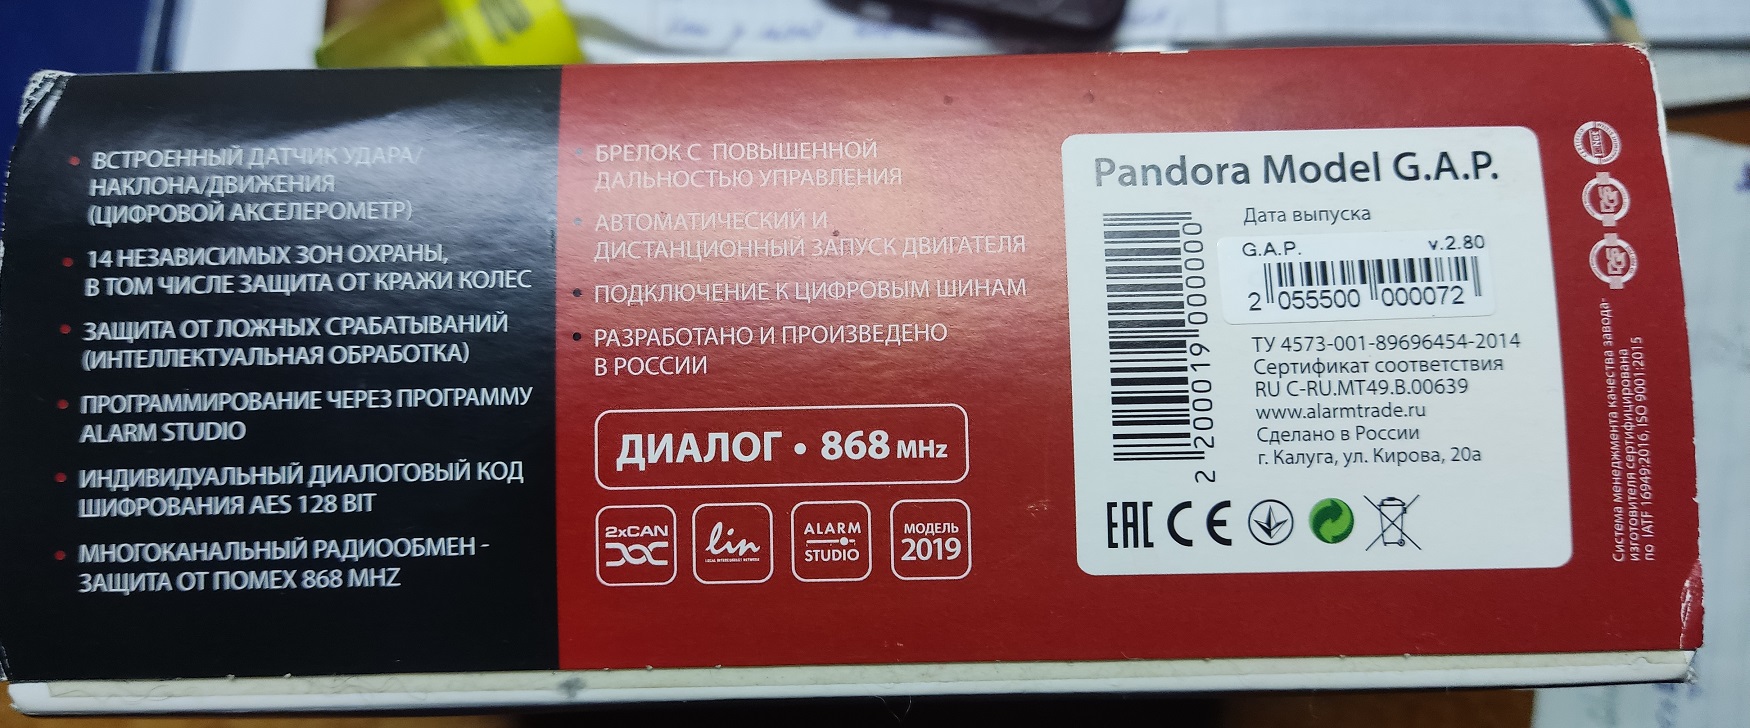 • ВСТРОЕННЫЙ ДАТЧИК УДАРА/
НАКЛОНА/ДВИЖЕНИЯ
(ЦИФРОВОЙ АКСЕЛЕРОМЕТР)
• 14 НЕЗАВИСИМЫХ ЗОН ОХРАНЫ,
В ТОМ ЧИСЛЕ ЗАЩИТА ОТ КРАЖИ КОЛЕС
• ЗАЩИТА ОТ ЛОЖНЫХ СРАБАТЫВАНИЙ
(ИНТЕЛЛЕКТУАЛЬНАЯ ОБРАБОТКА)
• ПРОГРАММИРОВАНИЕ ЧЕРЕЗ ПРОГРАММУ
ALARM STUDIO
• ИНДИВИДУАЛЬНЫЙ ДИАЛОГОВЫЙ КОД
ШИФРОВАНИЯ AES 128 BIT
• МНОГОКАНАЛЬНЫЙ РАДИООБМЕН -
ЗАЩИТА ОТ ПОМЕХ 868 MHZ
• БРЕЛОК С ПОВЫШЕННОЙ
ДАЛЬНОСТЬЮ УПРАВЛЕНИЯ
• АВТОМАТИЧЕСКИЙ И
ДИСТАНЦИОННЫЙ ЗАПУСК ДВИГАТЕЛЯ
• ПОДКЛЮЧЕНИЕ К ЦИФРОВЫМ ШИНАМ
• РАЗРАБОТАНО И ПРОИЗВЕДЕНО
В РОССИИ
ДИАЛОГ • 868 MHz
2xCAN
lin
LOCAL INTERCONNECT NETWORK
ALARM
STUDIO
МОДЕЛЬ
2019
Pandora Model G.A.P.
Дата выпуска
G.A.P. v.2.80
2 055500 000072
2 200019 000000
ТУ 4573-001-89696454-2014
Сертификат соответствия
RU C-RU.MT49.B.00639
www.alarmtrade.ru
Сделано в России
г. Калуга, ул. Кирова, 20а
EAC CE
Система менеджмента качества завода-
изготовителя сертифицирована
по IATF 16949:2016, ISO 9001:2015